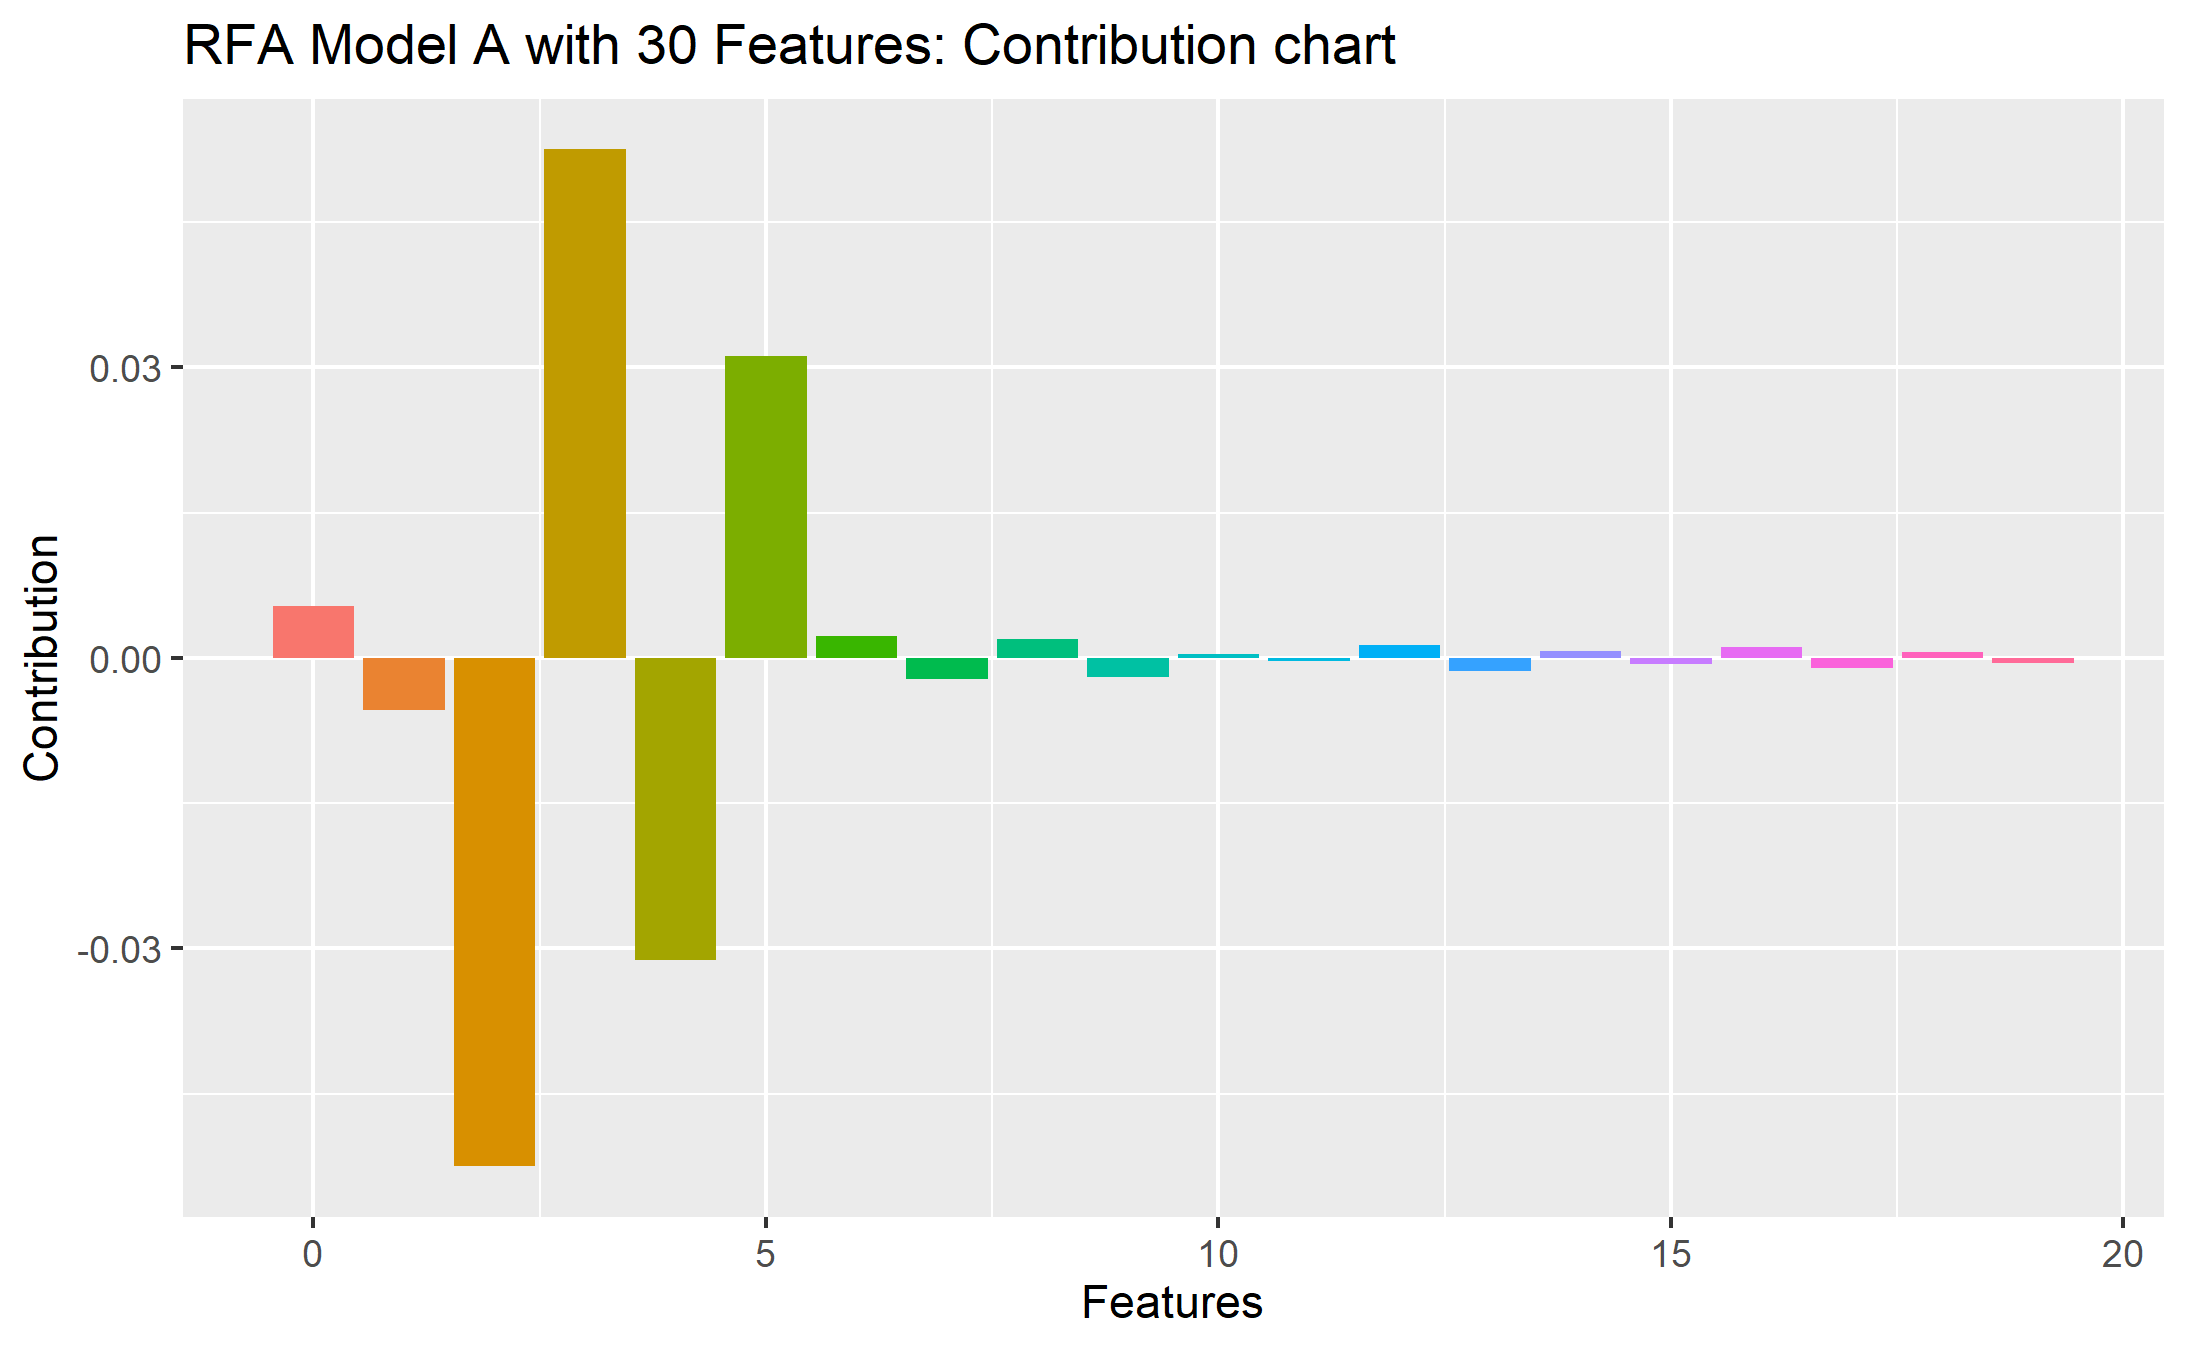 RFA Model A with 30 Features: Contribution chart
Contribution
0.03
0.00
-0.03
0 5 10 15 20
Features